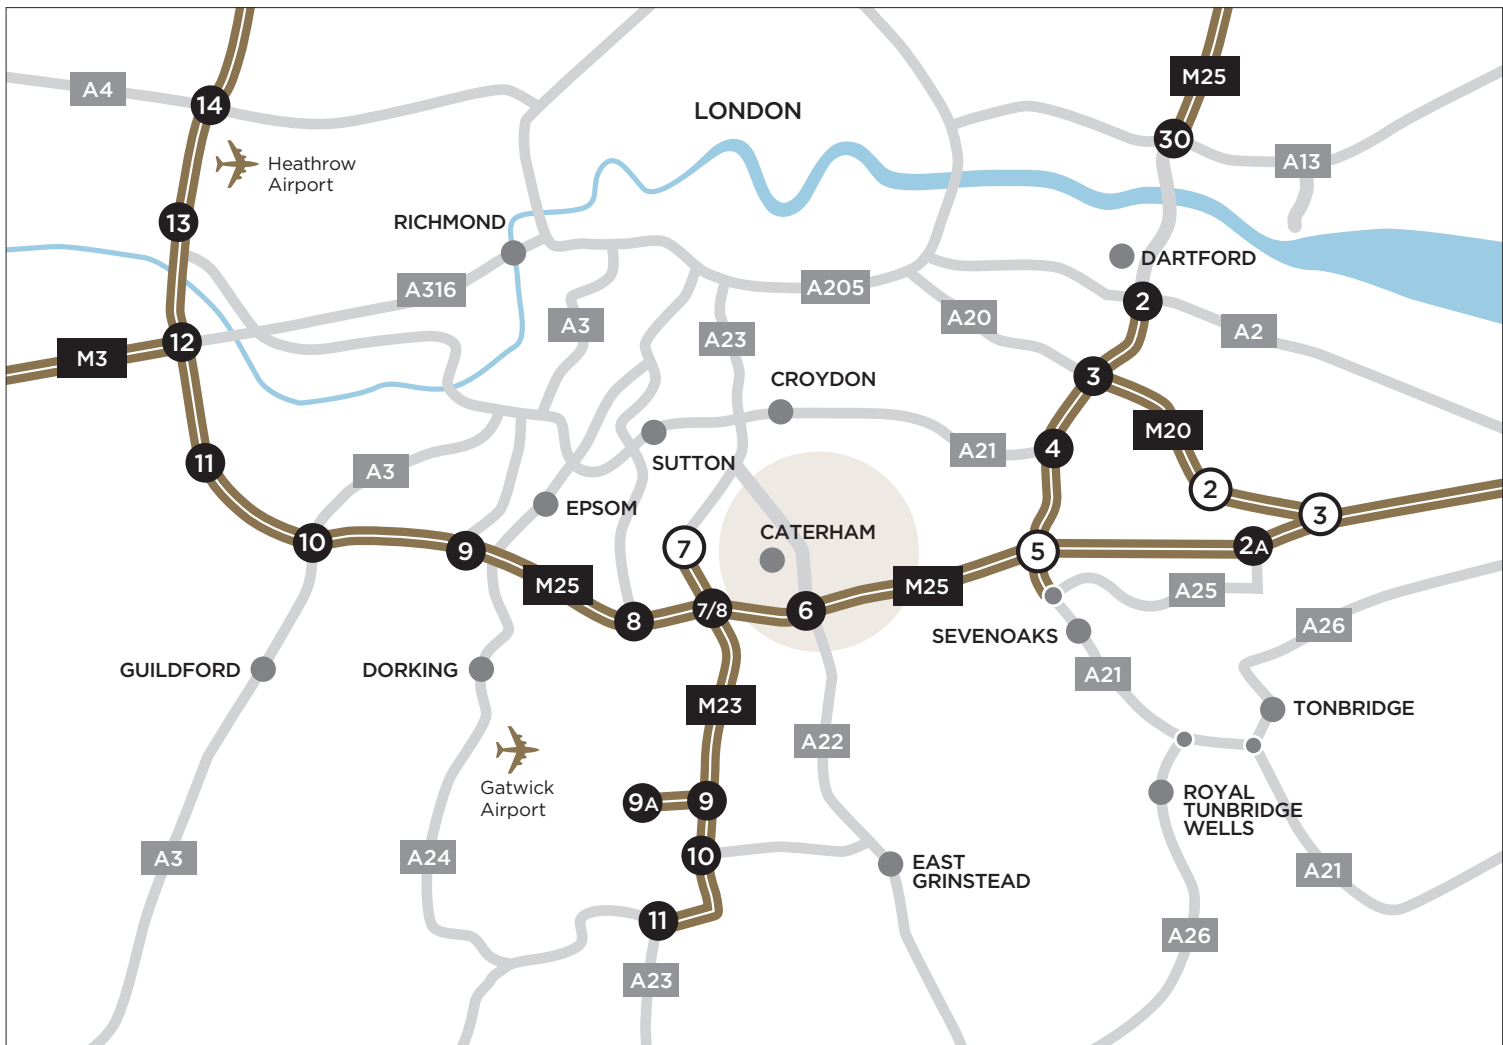 M25
A4
14
LONDON
30
Heathrow
Airport
A13
13
RICHMOND
DARTFORD
A316
A205
2
A3
A20
A23
A2
12
M3
3
CROYDON
M20
4
A21
11
A3
SUTTON
2
EPSOM
3
CATERHAM
10
9
7
5
2A
M25
M25
A25
7/8
6
8
SEVENOAKS
A26
GUILDFORD
DORKING
A21
M23
TONBRIDGE
A22
Gatwick
Airport
9A
9
ROYAL
TUNBRIDGE
WELLS
A3
A24
10
EAST
GRINSTEAD
A21
11
A26
A23